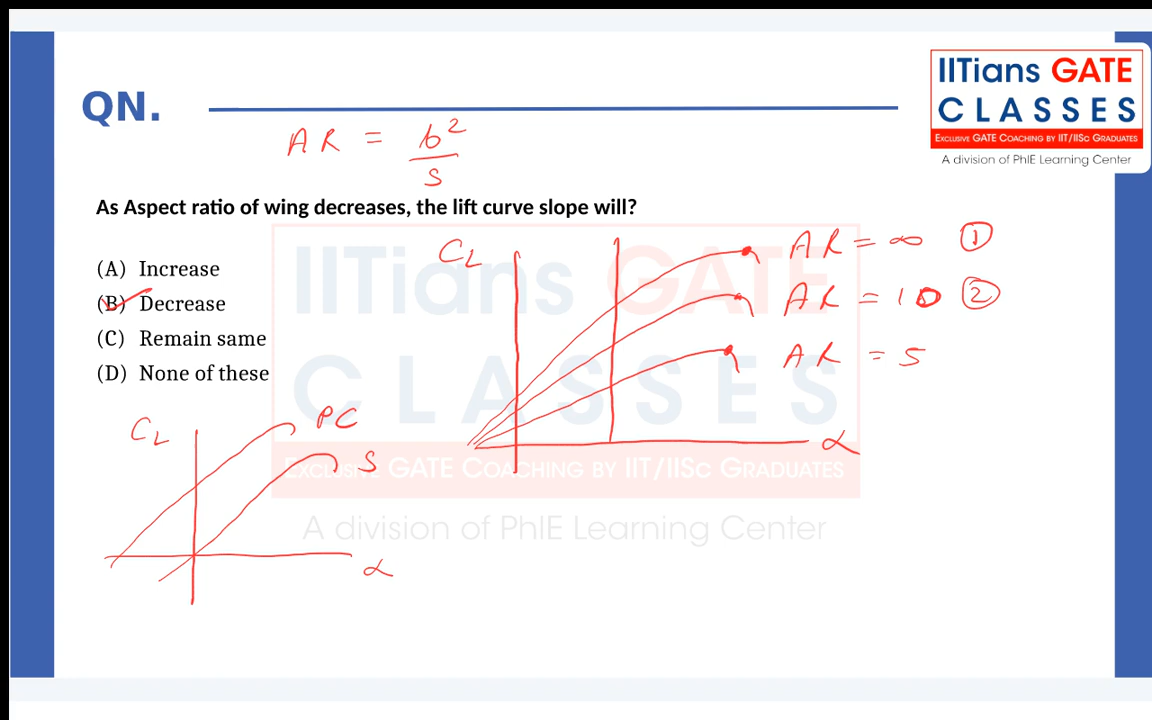 QN.
IITians GATE
CLASSES
EXCLUSIVE GATE COACHING BY IIT/IISC GRADUATES
A division of PhIE Learning Center
AR = b²/S
As Aspect ratio of wing decreases, the lift curve slope will?
(A) Increase
(B) Decrease
(C) Remain same
(D) None of these
CL
AR = ∞ ①
AR = 10 ②
AR = 5
α
CL
PC
S
α
IITians GATE
CLASSES
EXCLUSIVE GATE COACHING BY IIT/IISc GRADUATES
A division of PhIE Learning Center